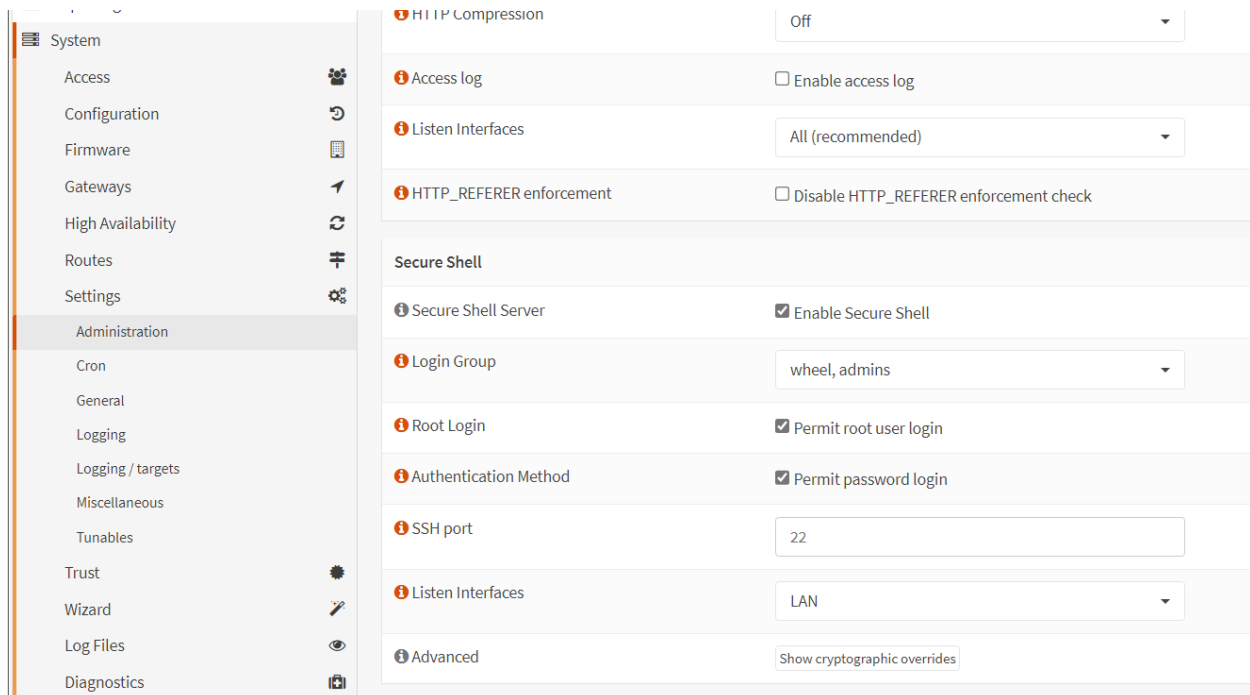 System
Access
Configuration
Firmware
Gateways
High Availability
Routes
Settings
Administration
Cron
General
Logging
Logging / targets
Miscellaneous
Tunables
Trust
Wizard
Log Files
Diagnostics
HTTP Compression
Off
Access log
Enable access log
Listen Interfaces
All (recommended)
HTTP_REFERER enforcement
Disable HTTP_REFERER enforcement check
Secure Shell
Secure Shell Server
Enable Secure Shell
Login Group
wheel, admins
Root Login
Permit root user login
Authentication Method
Permit password login
SSH port
22
Listen Interfaces
LAN
Advanced
Show cryptographic overrides